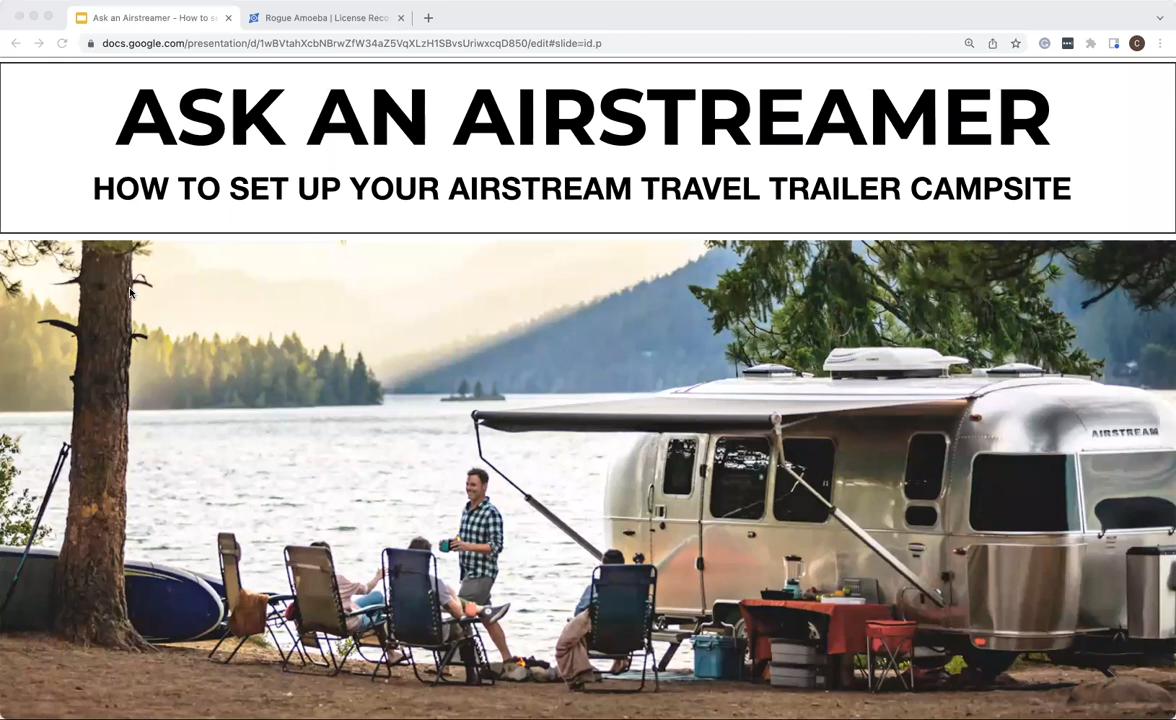 Ask an Airstreamer - How to s
Rogue Amoeba | License Reco
docs.google.com/presentation/d/1wBVtahXcbNBrwZfW34aZ5VqXLzH1SBvsUriwxcqD850/edit#slide=id.p
C
ASK AN AIRSTREAMER
HOW TO SET UP YOUR AIRSTREAM TRAVEL TRAILER CAMPSITE
AIRSTREAM